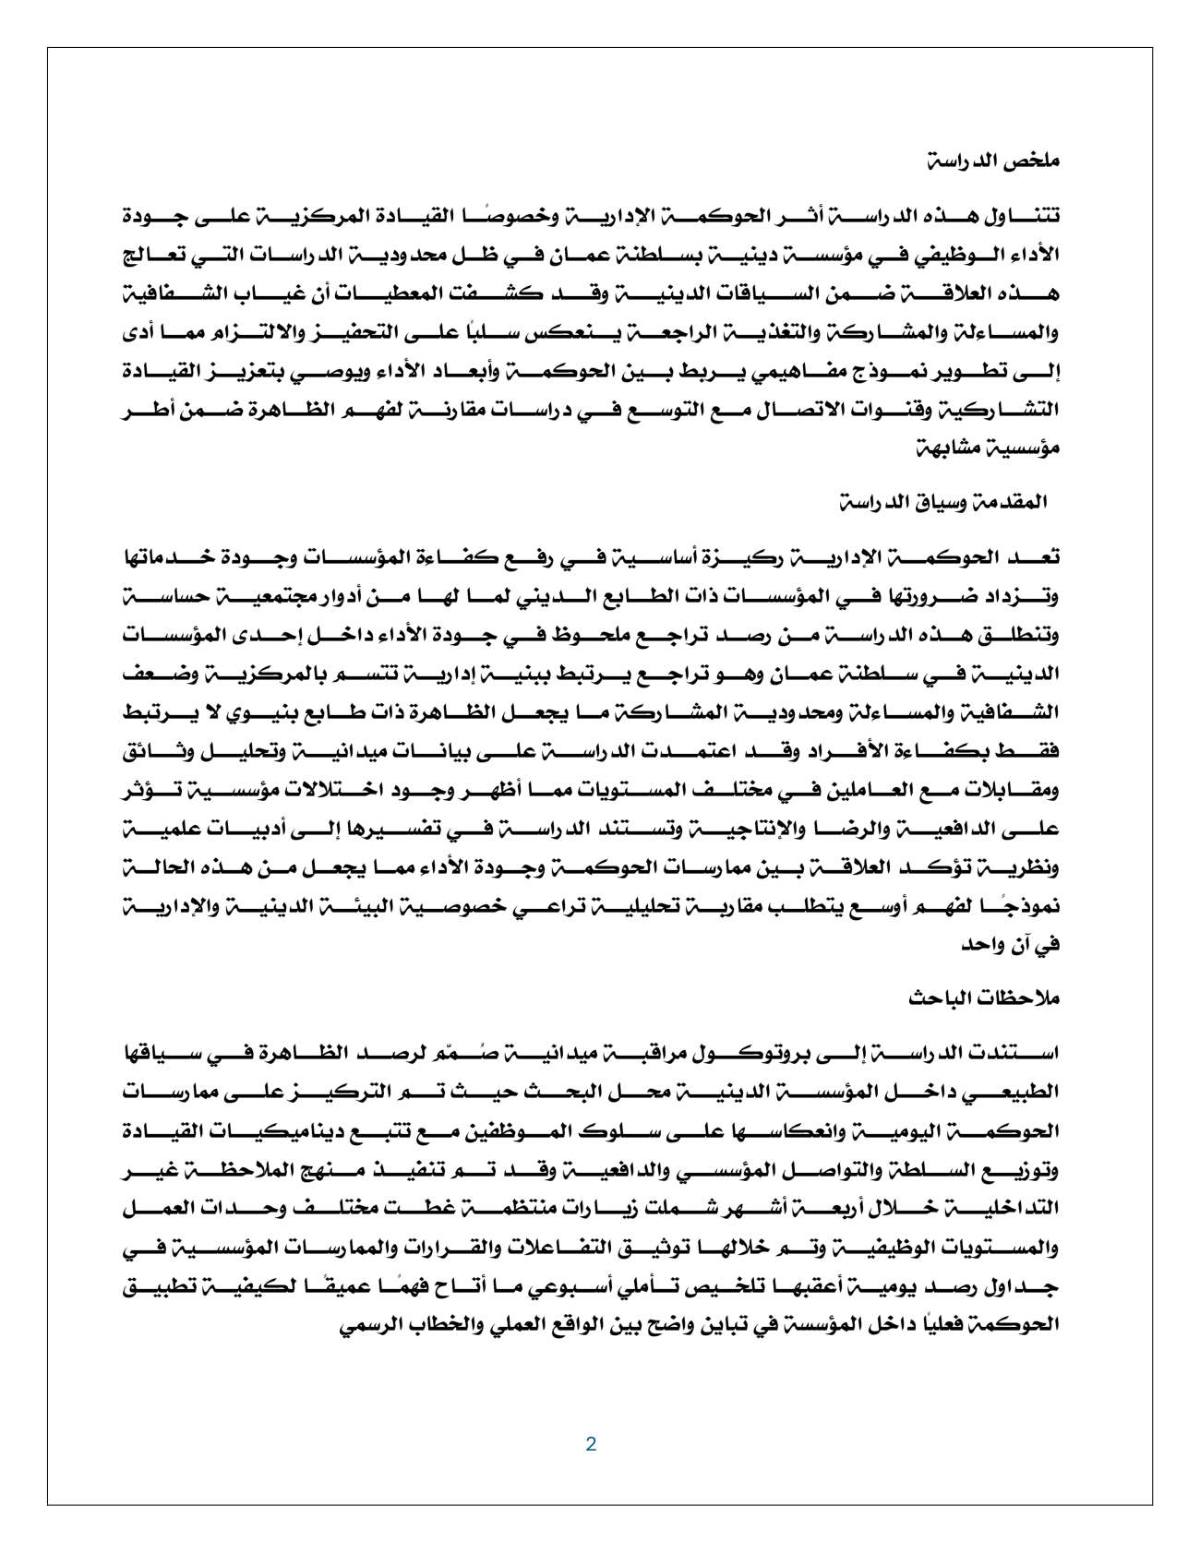 ملخص الدراسة
تتناول هذه الدراسة أثر الحوكمة الإدارية وخصوصًا القيادة المركزية على جودة
الأداء الوظيفي في مؤسسة دينية بسلطنة عمان في ظل محدودية الدراسات التي تعالج
هذه العلاقة ضمن السياقات الدينية وقد كشفت المعطيات أن غياب الشفافية
والمساءلة والمشاركة والتغذية الراجعة ينعكس سلبًا على التحفيز والالتزام مما أدى
إلى تطوير نموذج مفاهيمي يربط بين الحوكمة وأبعاد الأداء ويوصي بتعزيز القيادة
التشاركية وقنوات الاتصال مع التوسع في دراسات مقارنة لفهم الظاهرة ضمن أطر
مؤسسية مشابهة
المقدمة وسياق الدراسة
تعد الحوكمة الإدارية ركيزة أساسية في رفع كفاءة المؤسسات وجودة خدماتها
وتزداد ضرورتها في المؤسسات ذات الطابع الديني لما لها من أدوار مجتمعية حساسة
وتنطلق هذه الدراسة من رصد تراجع ملحوظ في جودة الأداء داخل إحدى المؤسسات
الدينية في سلطنة عمان وهو تراجع يرتبط ببنية إدارية تتسم بالمركزية وضعف
الشفافية والمساءلة ومحدودية المشاركة ما يجعل الظاهرة ذات طابع بنيوي لا يرتبط
فقط بكفاءة الأفراد وقد اعتمدت الدراسة على بيانات ميدانية وتحليل وثائق
ومقابلات مع العاملين في مختلف المستويات مما أظهر وجود اختلالات مؤسسية تؤثر
على الدافعية والرضا والإنتاجية وتستند الدراسة في تفسيرها إلى أدبيات علمية
ونظرية تؤكد العلاقة بين ممارسات الحوكمة وجودة الأداء مما يجعل من هذه الحالة
نموذجًا لفهم أوسع يتطلب مقاربة تحليلية تراعي خصوصية البيئة الدينية والإدارية
في آن واحد
ملاحظات الباحث
استندت الدراسة إلى بروتوكول مراقبة ميدانية صُمّم لرصد الظاهرة في سياقها
الطبيعي داخل المؤسسة الدينية محل البحث حيث تم التركيز على ممارسات
الحوكمة اليومية وانعكاسها على سلوك الموظفين مع تتبع ديناميكيات القيادة
وتوزيع السلطة والتواصل المؤسسي والدافعية وقد تم تنفيذ منهج الملاحظة غير
التداخلية خلال أربعة أشهر شملت زيارات منتظمة غطت مختلف وحدات العمل
والمستويات الوظيفية وتم خلالها توثيق التفاعلات والقرارات والممارسات المؤسسية في
جداول رصد يومية أعقبها تلخيص تأملي أسبوعي ما أتاح فهمًا عميقًا لكيفية تطبيق
الحوكمة فعليًا داخل المؤسسة في تباين واضح بين الواقع العملي والخطاب الرسمي
2